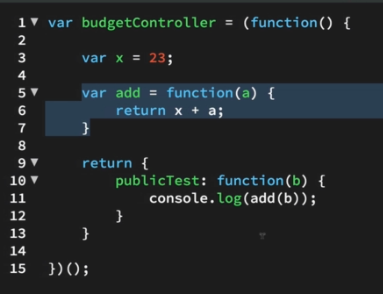 1 var budgetController = (function() {
2
3     var x = 23;
4
5     var add = function(a) {
6         return x + a;
7     }
8
9     return {
10         publicTest: function(b) {
11             console.log(add(b));
12         }
13     }
14
15 })();